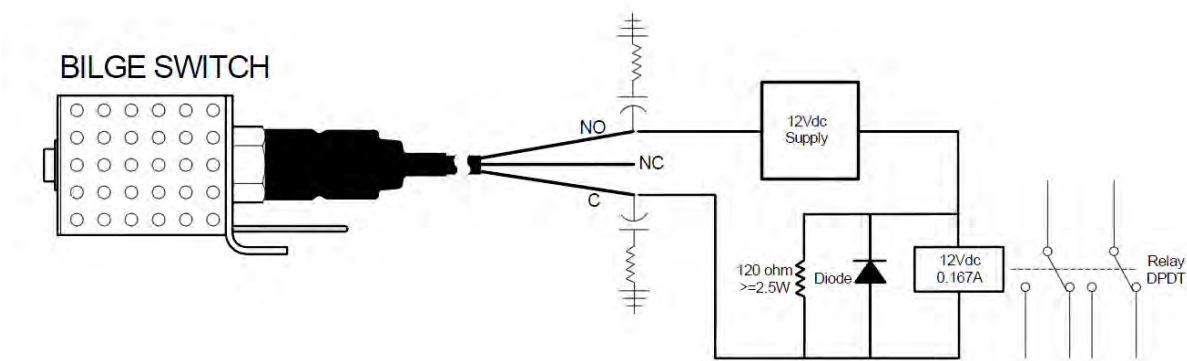 BILGE SWITCH
NO
NC
C
12Vdc
Supply
120 ohm
>=2.5W
Diode
12Vdc
0.167A
Relay
DPDT